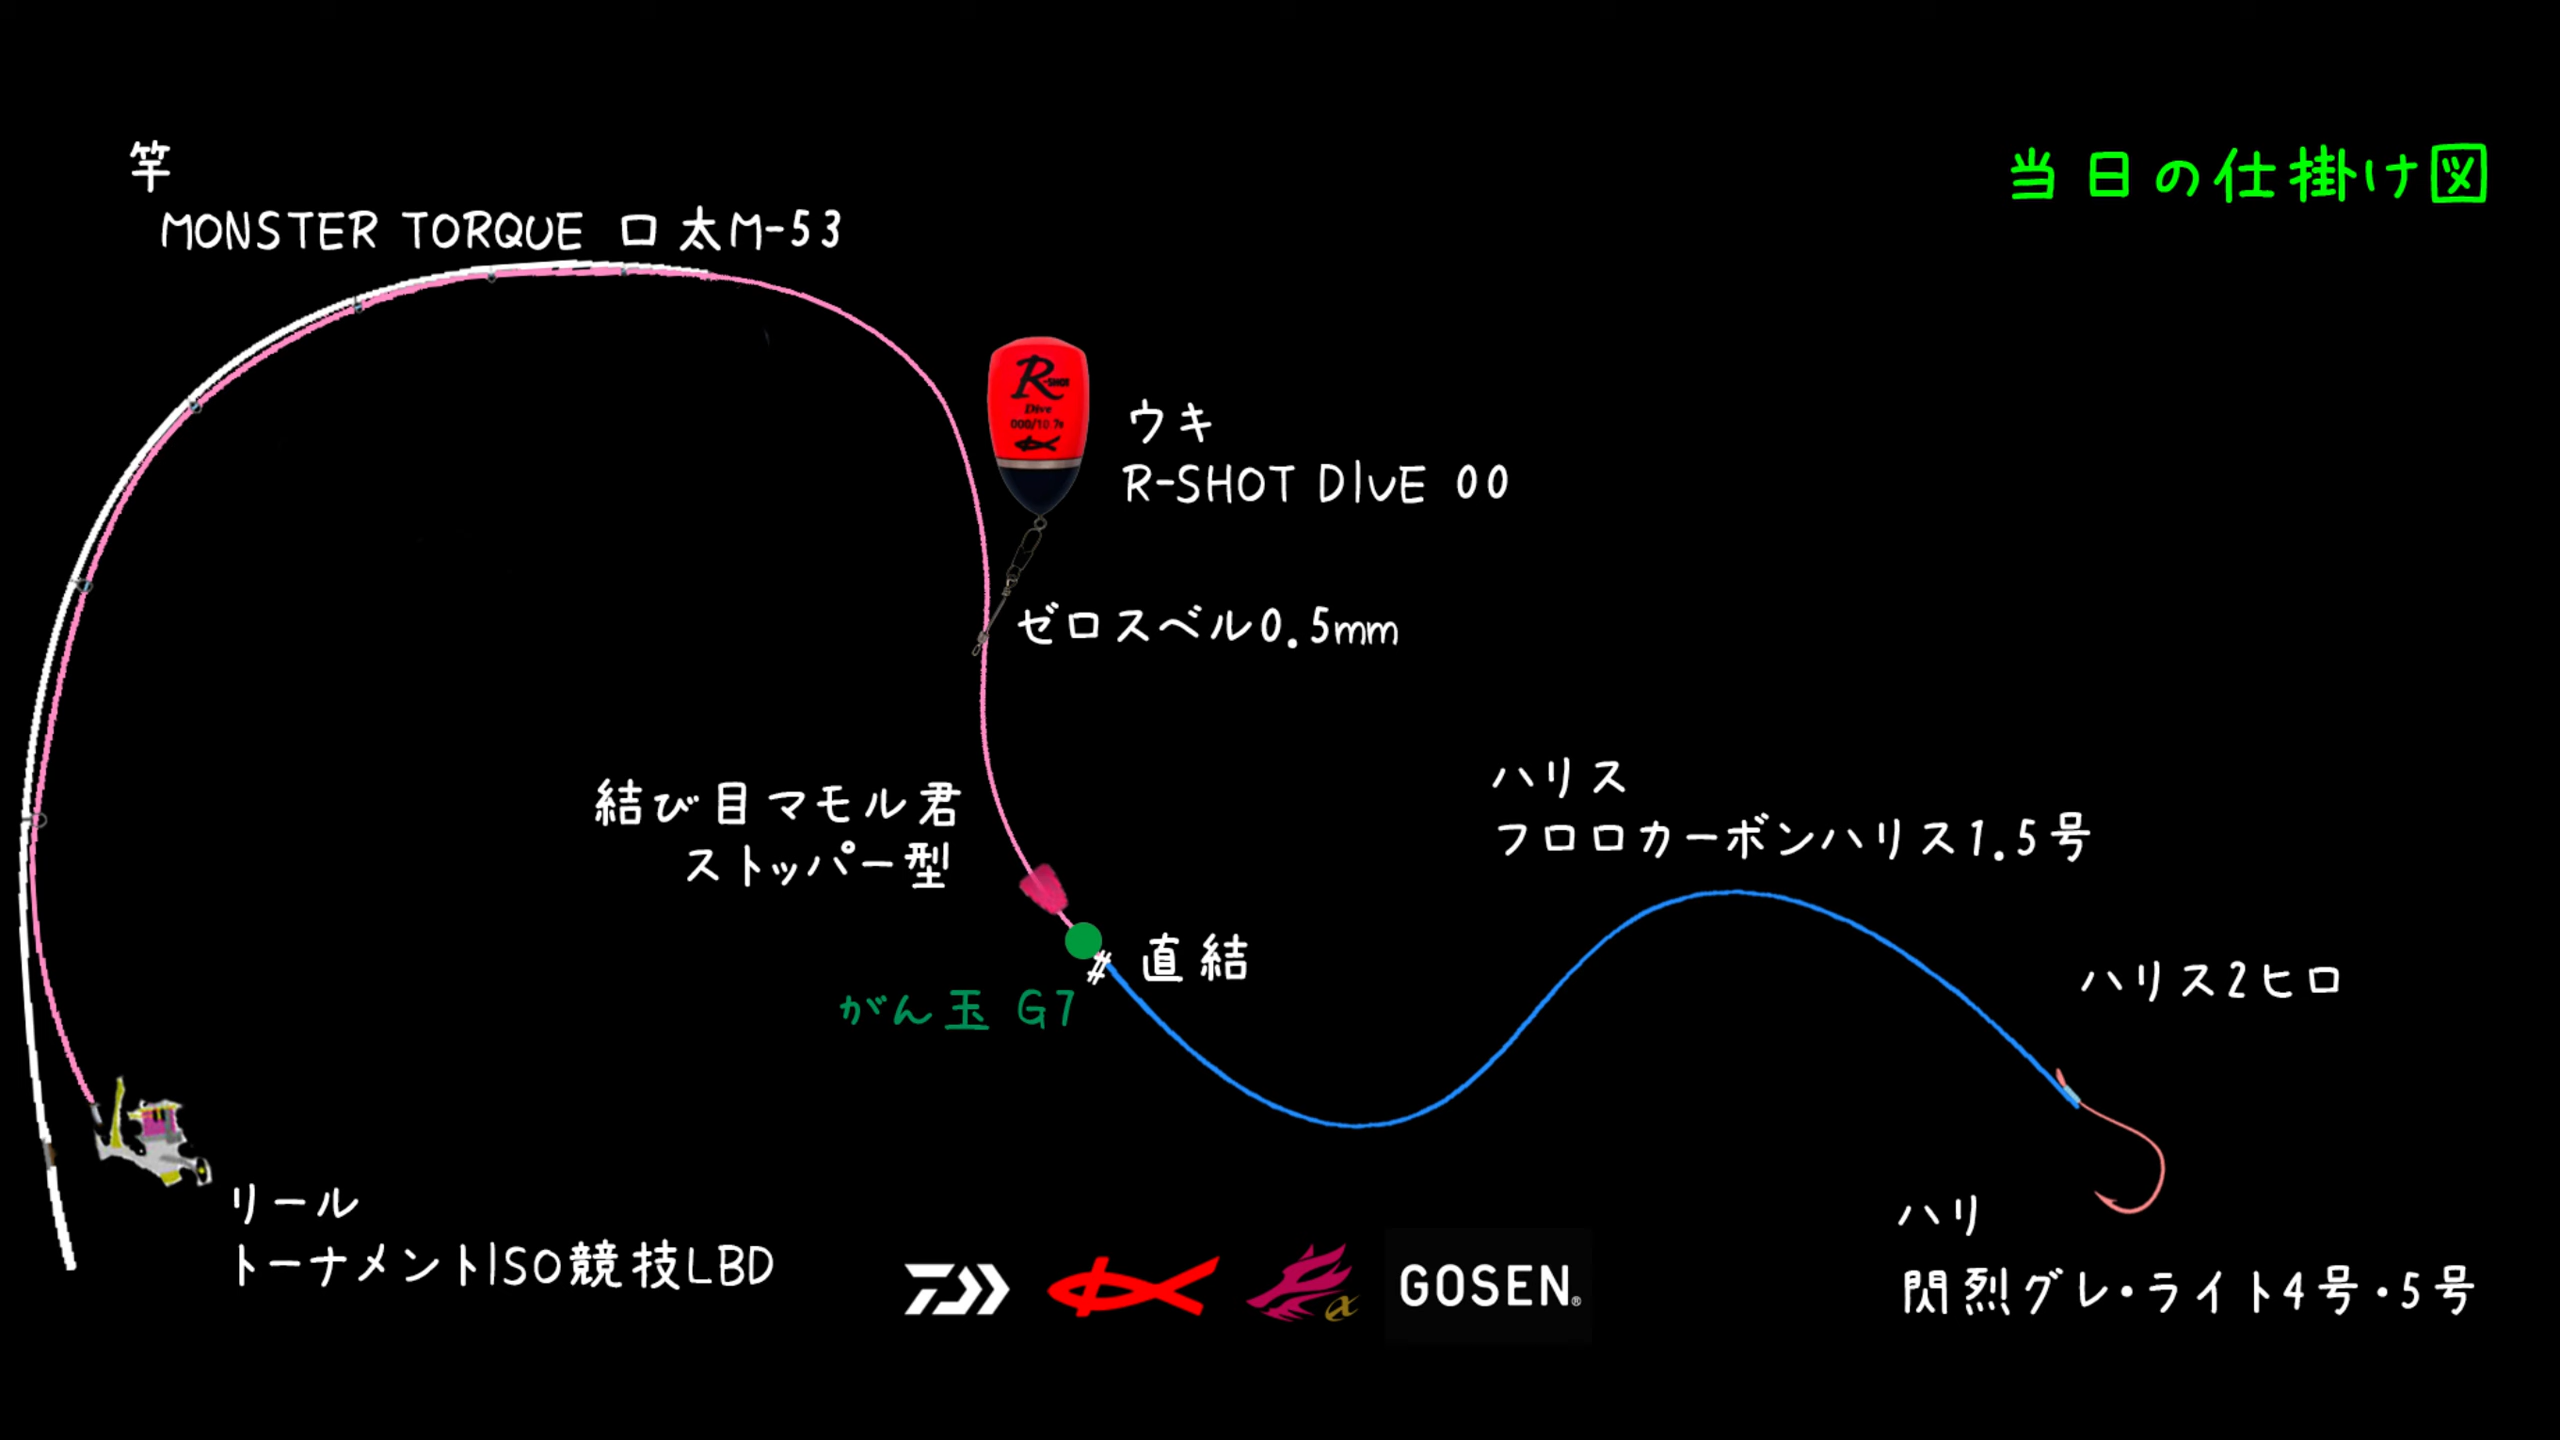 当日の仕掛け図
竿
MONSTER TORQUE 口太M-53
R-SHOT
Dive
000/10.7g
ウキ
R-SHOT DIVE 00
ゼロスベル0.5mm
結び目マモル君
ストッパー型
直結
がん玉 G7
ハリス
フロロカーボンハリス1.5号
ハリス2ヒロ
リール
トーナメントISO競技LBD
ハリ
閃烈グレ・ライト4号・5号
α
GOSEN®